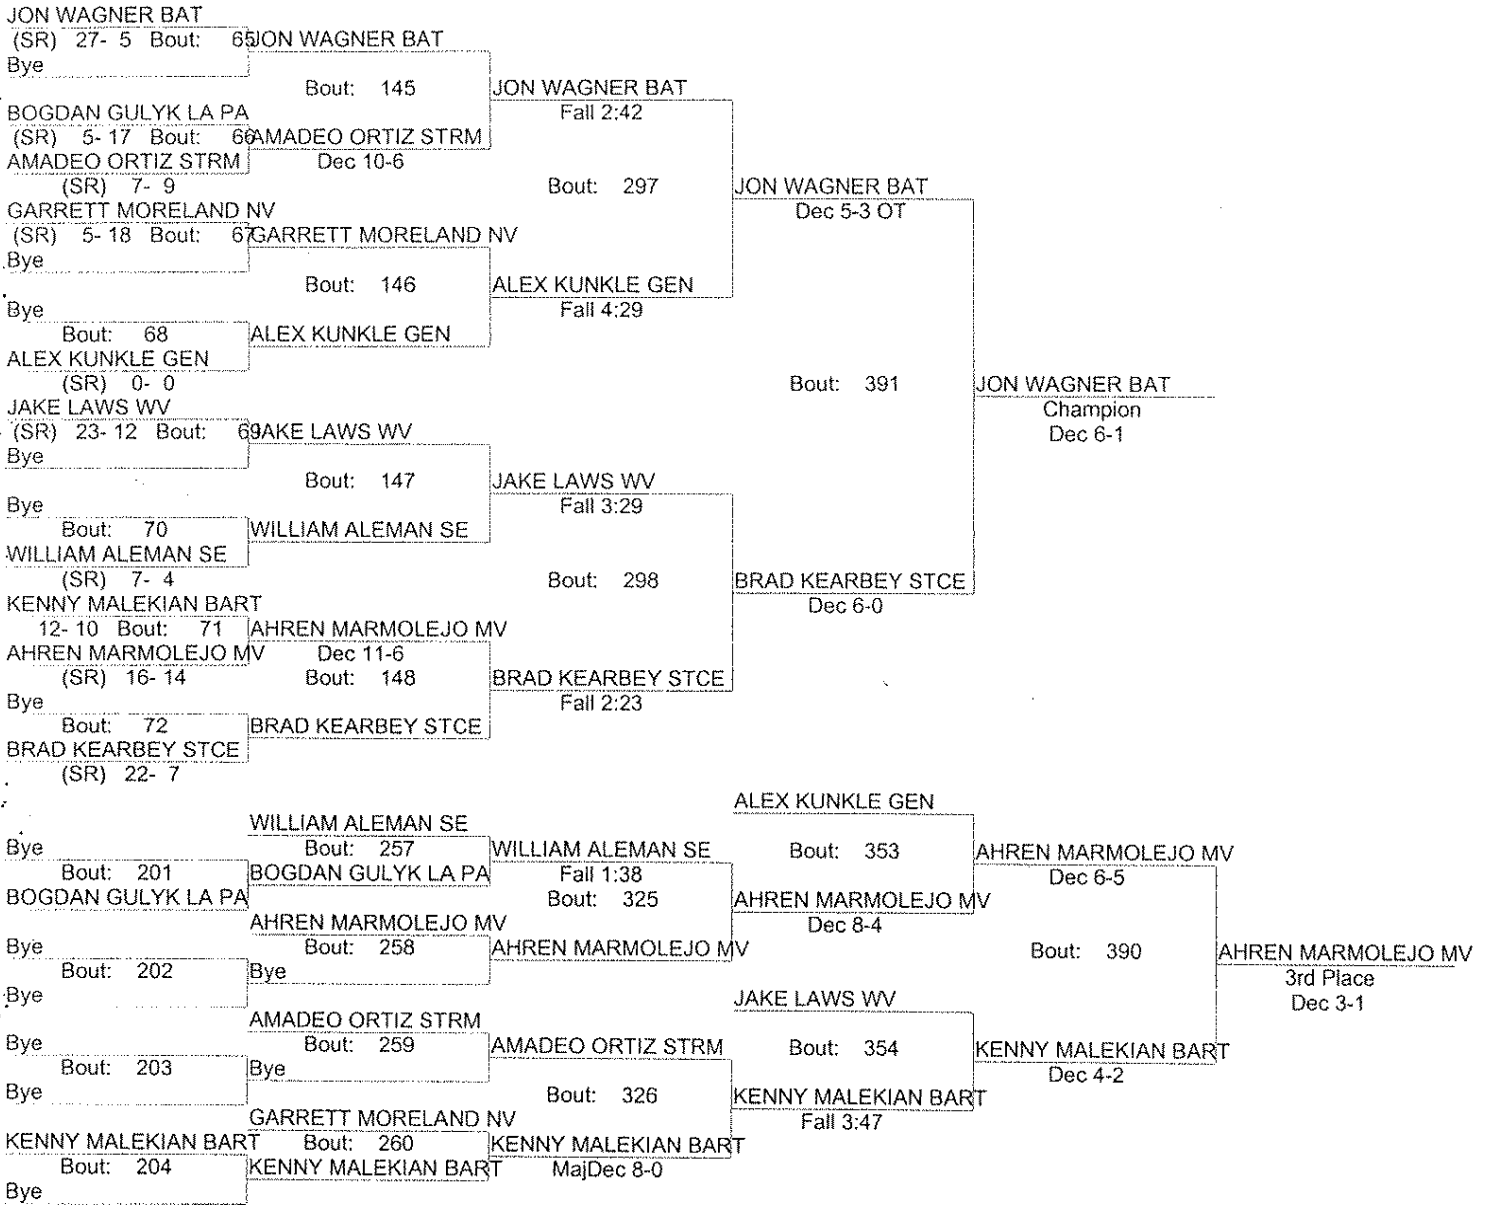 JON WAGNER BAT
(SR) 27- 5 Bout: 65 JON WAGNER BAT
Bye
Bout: 145 JON WAGNER BAT
BOGDAN GULYK LA PA Fall 2:42
(SR) 5- 17 Bout: 66 AMADEO ORTIZ STRM
AMADEO ORTIZ STRM Dec 10-6
(SR) 7- 9 Bout: 297 JON WAGNER BAT
GARRETT MORELAND NV Dec 5-3 OT
(SR) 5- 18 Bout: 67 GARRETT MORELAND NV
Bye
Bout: 146 ALEX KUNKLE GEN
Bye Fall 4:29
Bout: 68 ALEX KUNKLE GEN
ALEX KUNKLE GEN
(SR) 0- 0 Bout: 391 JON WAGNER BAT
JAKE LAWS WV Champion
(SR) 23- 12 Bout: 69 JAKE LAWS WV Dec 6-1
Bye
Bout: 147 JAKE LAWS WV
Bye Fall 3:29
Bout: 70 WILLIAM ALEMAN SE
WILLIAM ALEMAN SE
(SR) 7- 4 Bout: 298 BRAD KEARBEY STCE
KENNY MALEKIAN BART Dec 6-0
12- 10 Bout: 71 AHREN MARMOLEJO MV
AHREN MARMOLEJO MV Dec 11-6
(SR) 16- 14 Bout: 148 BRAD KEARBEY STCE
Bye Fall 2:23
Bout: 72 BRAD KEARBEY STCE
BRAD KEARBEY STCE
(SR) 22- 7
ALEX KUNKLE GEN
WILLIAM ALEMAN SE
Bye Bout: 257 WILLIAM ALEMAN SE Bout: 353 AHREN MARMOLEJO MV
Bout: 201 BOGDAN GULYK LA PA Fall 1:38 Dec 6-5
BOGDAN GULYK LA PA Bout: 325 AHREN MARMOLEJO MV
AHREN MARMOLEJO MV Dec 8-4
Bye Bout: 258 AHREN MARMOLEJO MV Bout: 390 AHREN MARMOLEJO MV
Bout: 202 Bye 3rd Place
Bye JAKE LAWS WV Dec 3-1
AMADEO ORTIZ STRM
Bye Bout: 259 AMADEO ORTIZ STRM Bout: 354 KENNY MALEKIAN BART
Bout: 203 Bye Dec 4-2
Bye Bout: 326 KENNY MALEKIAN BART
GARRETT MORELAND NV Fall 3:47
KENNY MALEKIAN BART Bout: 260 KENNY MALEKIAN BART
Bout: 204 KENNY MALEKIAN BART MajDec 8-0
Bye